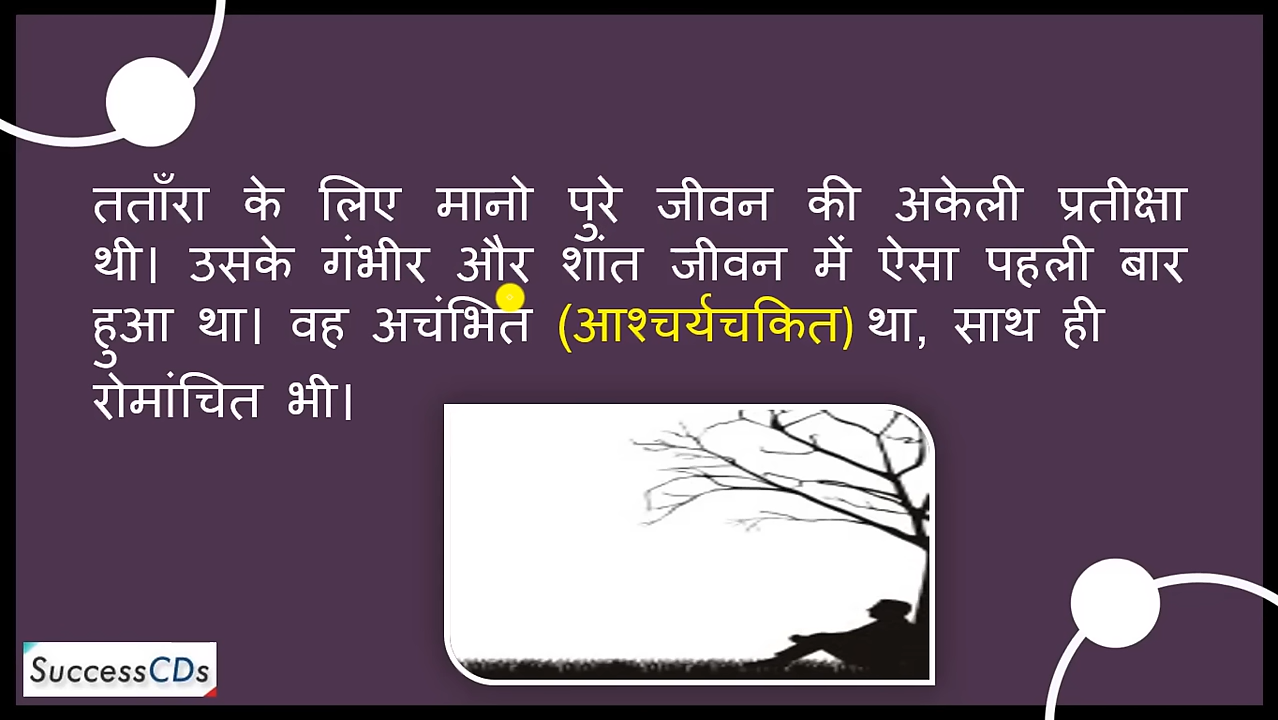 तताँरा के लिए मानो पुरे जीवन की अकेली प्रतीक्षा
थी। उसके गंभीर और शांत जीवन में ऐसा पहली बार
हुआ था। वह अचंभित (आश्चर्यचकित) था, साथ ही
रोमांचित भी।
SuccessCDs